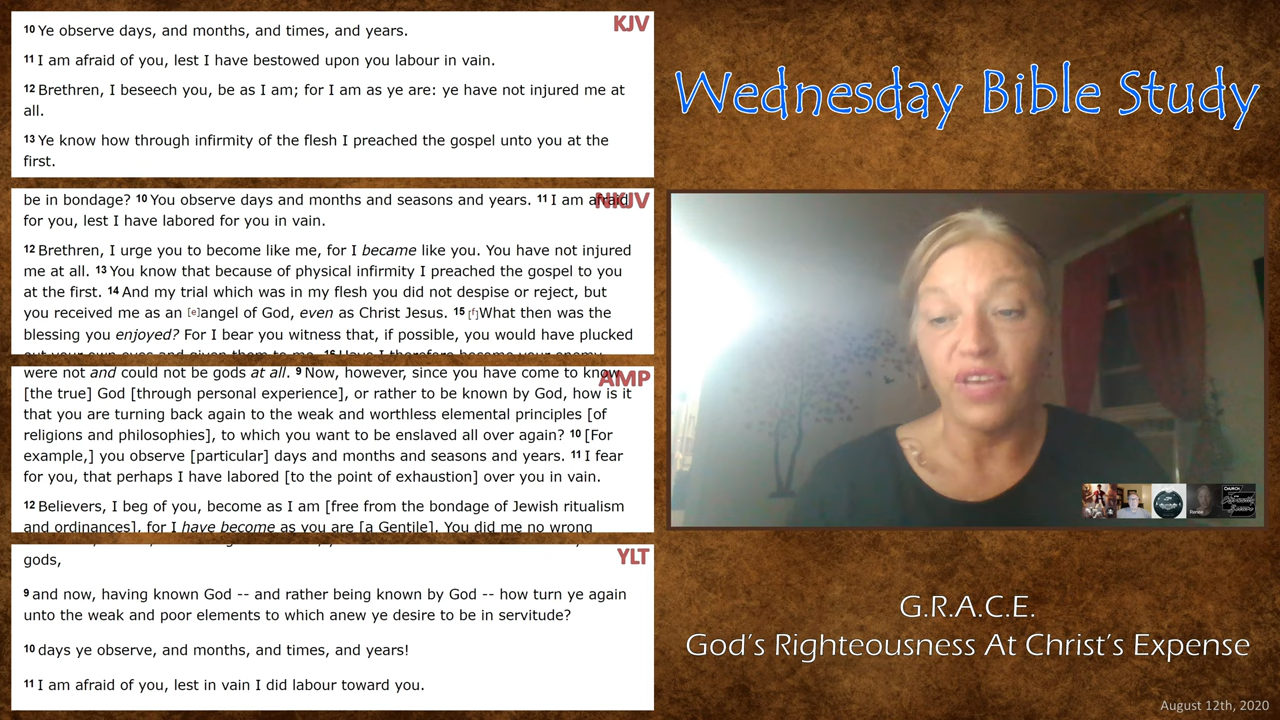 10 Ye observe days, and months, and times, and years.
KJV
11 I am afraid of you, lest I have bestowed upon you labour in vain.
12 Brethren, I beseech you, be as I am; for I am as ye are: ye have not injured me at
all.
13 Ye know how through infirmity of the flesh I preached the gospel unto you at the
first.
be in bondage? 10 You observe days and months and seasons and years. 11 I am afraid
NKJV
for you, lest I have labored for you in vain.
12 Brethren, I urge you to become like me, for I became like you. You have not injured
me at all. 13 You know that because of physical infirmity I preached the gospel to you
at the first. 14 And my trial which was in my flesh you did not despise or reject, but
you received me as an [e]angel of God, even as Christ Jesus. 15 [f]What then was the
blessing you enjoyed? For I bear you witness that, if possible, you would have plucked
out your own eyes and given them to me. 16 Have I therefore become your enemy
were not and could not be gods at all. 9 Now, however, since you have come to know
AMP
[the true] God [through personal experience], or rather to be known by God, how is it
that you are turning back again to the weak and worthless elemental principles [of
religions and philosophies], to which you want to be enslaved all over again? 10 [For
example,] you observe [particular] days and months and seasons and years. 11 I fear
for you, that perhaps I have labored [to the point of exhaustion] over you in vain.
12 Believers, I beg of you, become as I am [free from the bondage of Jewish ritualism
and ordinances], for I have become as you are [a Gentile]. You did me no wrong
gods,
YLT
9 and now, having known God -- and rather being known by God -- how turn ye again
unto the weak and poor elements to which anew ye desire to be in servitude?
10 days ye observe, and months, and times, and years!
11 I am afraid of you, lest in vain I did labour toward you.
Wednesday Bible Study
Renee
CHURCH
G.R.A.C.E.
God's Righteousness At Christ's Expense
August 12th, 2020